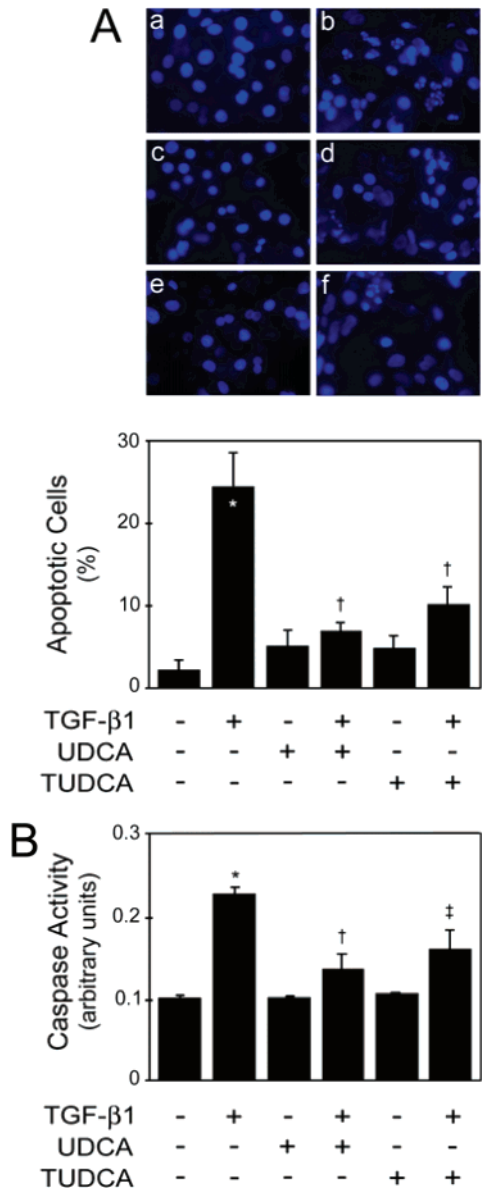 A
a
b
c
d
e
f
30
20
10
0
Apoptotic Cells
(%)
*
†
†
TGF-β1 - + - + - +
UDCA - - + + - -
TUDCA - - - - + +
B
0.3
0.2
0.1
0
Caspase Activity
(arbitrary units)
*
†
‡
TGF-β1 - + - + - +
UDCA - - + + - -
TUDCA - - - - + +